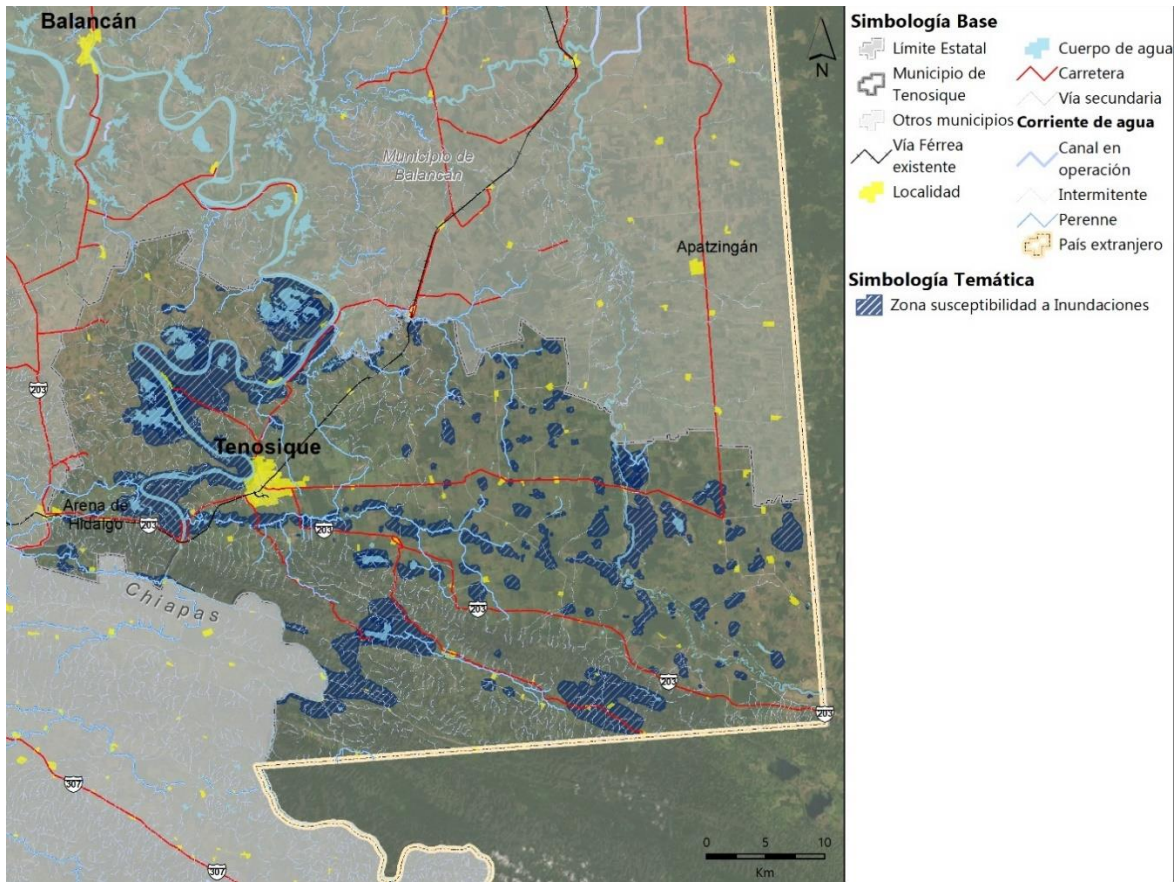 Balancán
N
Municipio de
Balancán
Apatzingán
203
Tenosique
Arena de
Hidalgo
203
203
Chiapas
203
203
203
307
307
0 5 10
Km
Simbología Base
Límite Estatal
Municipio de
Tenosique
Otros municipios
Vía Férrea
existente
Localidad
Cuerpo de agua
Carretera
Vía secundaria
Corriente de agua
Canal en
operación
Intermitente
Perenne
País extranjero
Simbología Temática
Zona susceptibilidad a Inundaciones